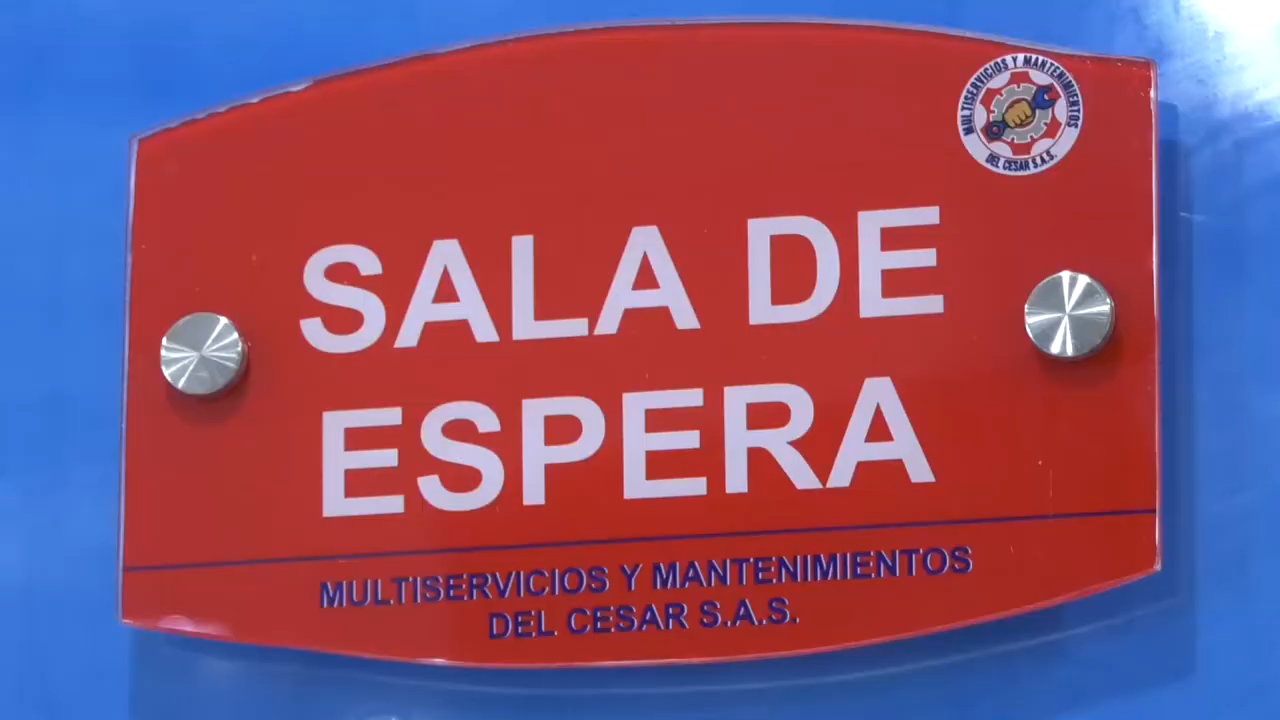 MULTISERVICIOS Y MANTENIMIENTOS
DEL CESAR S.A.S.
SALA DE
ESPERA
MULTISERVICIOS Y MANTENIMIENTOS
DEL CESAR S.A.S.